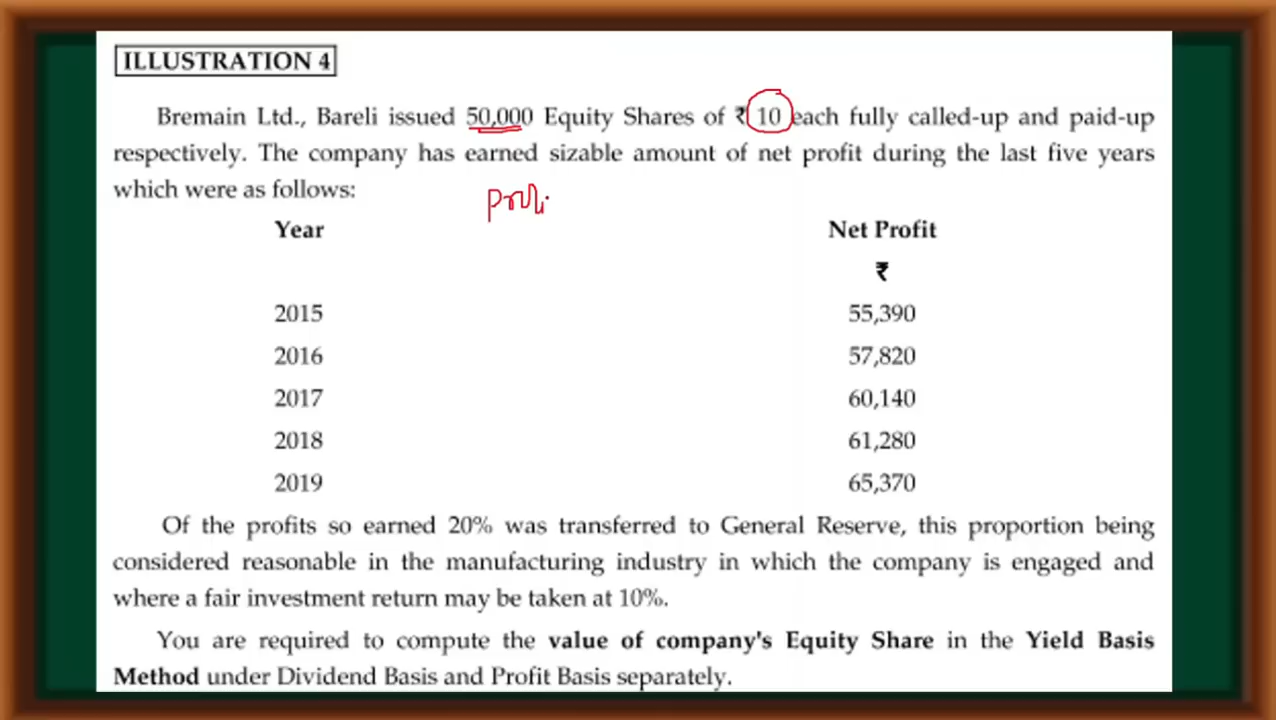 ILLUSTRATION 4
Bremain Ltd., Bareli issued 50,000 Equity Shares of ₹ 10 each fully called-up and paid-up
respectively. The company has earned sizable amount of net profit during the last five years
which were as follows:
Year Net Profit
₹
2015 55,390
2016 57,820
2017 60,140
2018 61,280
2019 65,370
Of the profits so earned 20% was transferred to General Reserve, this proportion being
considered reasonable in the manufacturing industry in which the company is engaged and
where a fair investment return may be taken at 10%.
You are required to compute the value of company's Equity Share in the Yield Basis
Method under Dividend Basis and Profit Basis separately.